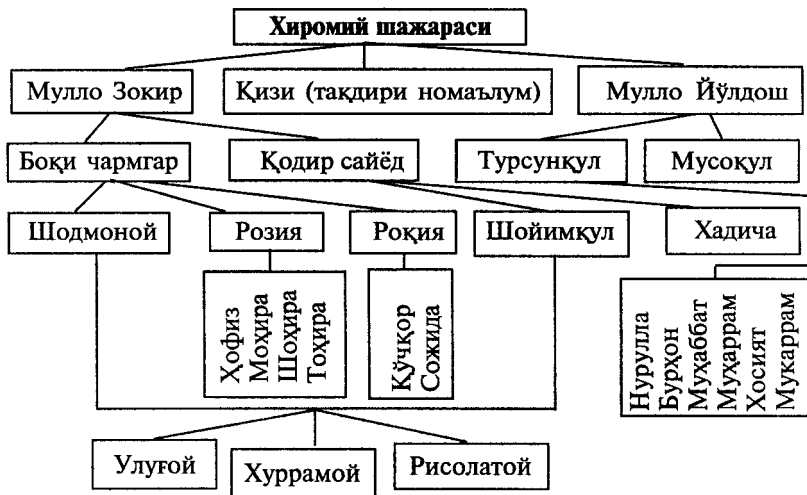 Хиромий шажараси
Мулло Зокир
Қизи (тақдири номаълум)
Мулло Йўлдош
Боқи чармгар
Қодир сайёд
Турсунқул
Мусоқул
Шодмоной
Розия
Роқия
Шойимқул
Хадича
Ҳофиз
Моҳира
Шоҳира
Тоҳира
Қўчқор
Сожида
Нурулла
Бурҳон
Муҳаббат
Муҳаррам
Хосият
Мукаррам
Улуғой
Хуррамой
Рисолатой